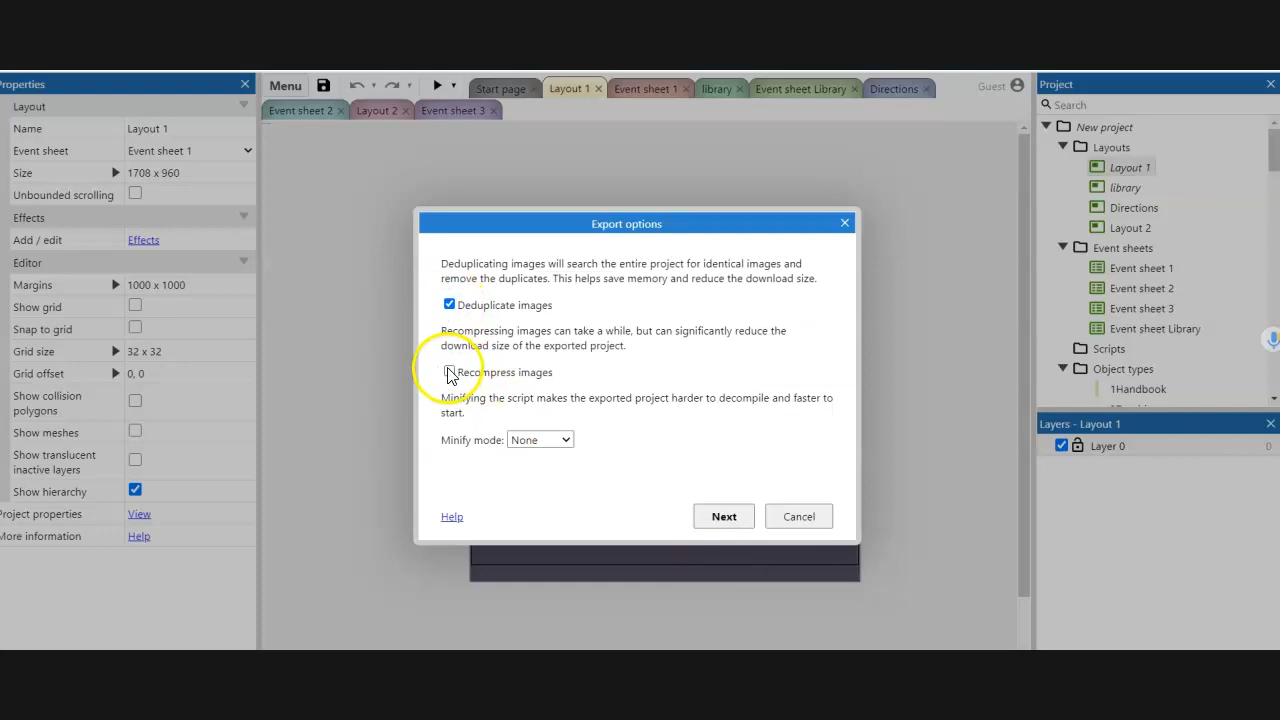 Properties
Layout
Name Layout 1
Event sheet Event sheet 1
Size 1708 x 960
Unbounded scrolling
Effects
Add / edit Effects
Editor
Margins 1000 x 1000
Show grid
Snap to grid
Grid size 32 x 32
Grid offset 0, 0
Show collision
polygons
Show meshes
Show translucent
inactive layers
Show hierarchy
Project properties View
More information Help
Menu
Start page
Layout 1
Event sheet 1
library
Event sheet Library
Directions
Guest
Event sheet 2
Layout 2
Event sheet 3
Export options
Deduplicating images will search the entire project for identical images and
remove the duplicates. This helps save memory and reduce the download size.
Deduplicate images
Recompressing images can take a while, but can significantly reduce the
download size of the exported project.
Recompress images
Minifying the script makes the exported project harder to decompile and faster to
start.
Minify mode: None
Help
Next
Cancel
Project
Search
New project
Layouts
Layout 1
library
Directions
Layout 2
Event sheets
Event sheet 1
Event sheet 2
Event sheet 3
Event sheet Library
Scripts
Object types
1Handbook
Layers - Layout 1
Layer 0 0